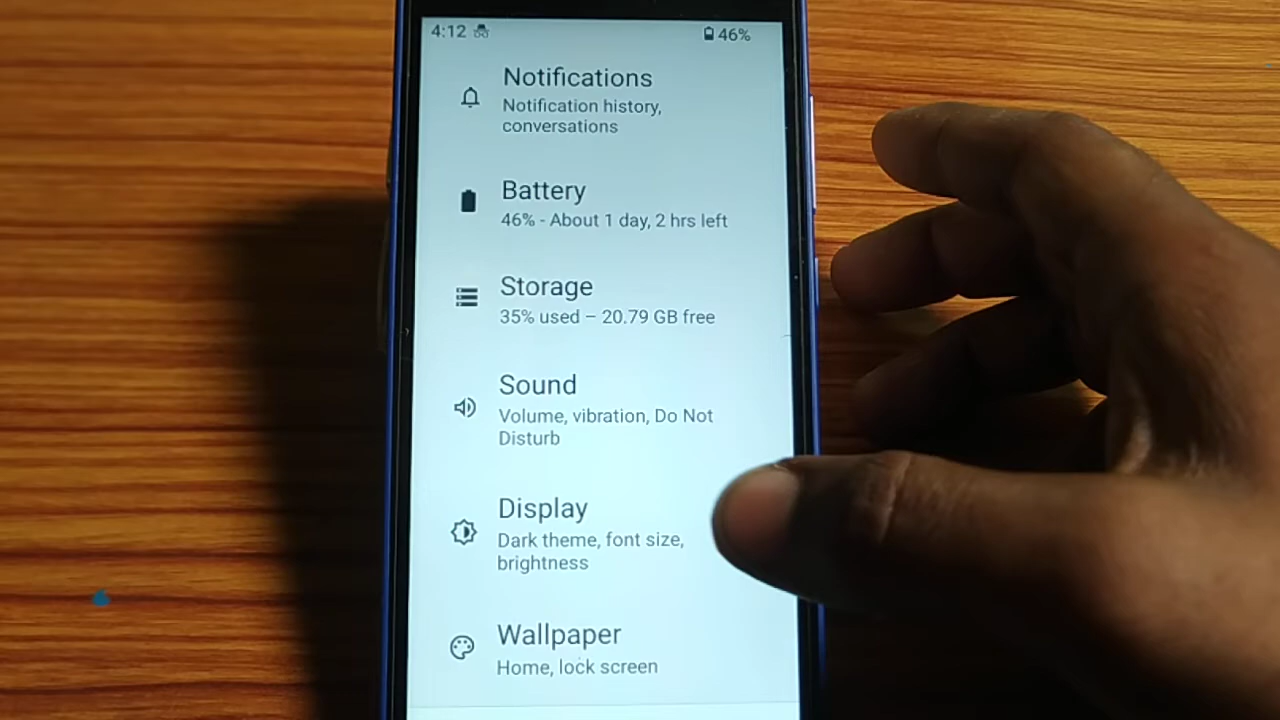 4:12 46%
Notifications
Notification history,
conversations
Battery
46% - About 1 day, 2 hrs left
Storage
35% used – 20.79 GB free
Sound
Volume, vibration, Do Not
Disturb
Display
Dark theme, font size,
brightness
Wallpaper
Home, lock screen